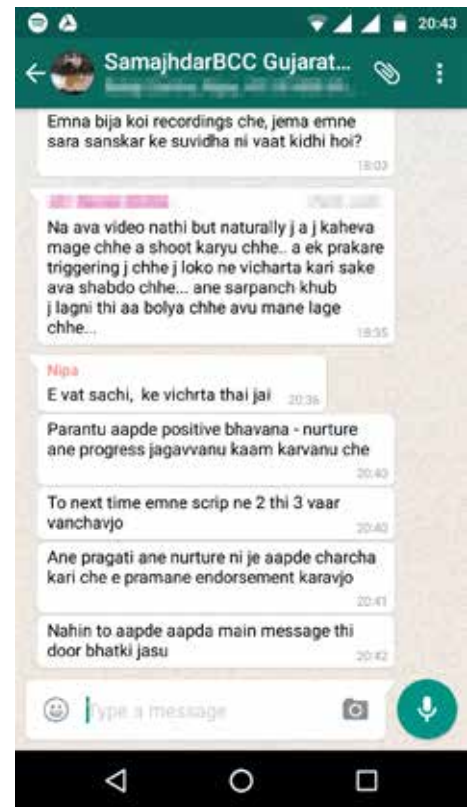 20:43
SamajhdarBCC Gujarat...
Emna bija koi recordings che, jema emne
sara sanskar ke suvidha ni vaat kidhi hoi?
18:03
Na ava video nathi but naturally j a j kaheva
mage chhe a shoot karyu chhe.. a ek prakare
triggering j chhe j loko ne vicharta kari sake
ava shabdo chhe... ane sarpanch khub
j lagni thi aa bolya chhe avu mane lage
chhe...
19:35
Nipa
E vat sachi, ke vichrta thai jai
20:36
Parantu aapde positive bhavana - nurture
ane progress jagavvanu kaam karvanu che
20:40
To next time emne scrip ne 2 thi 3 vaar
vanchavjo
20:40
Ane pragati ane nurture ni je aapde charcha
kari che e pramane endorsement karavjo
20:41
Nahin to aapde aapda main message thi
door bhatki jasu
20:42
Type a message